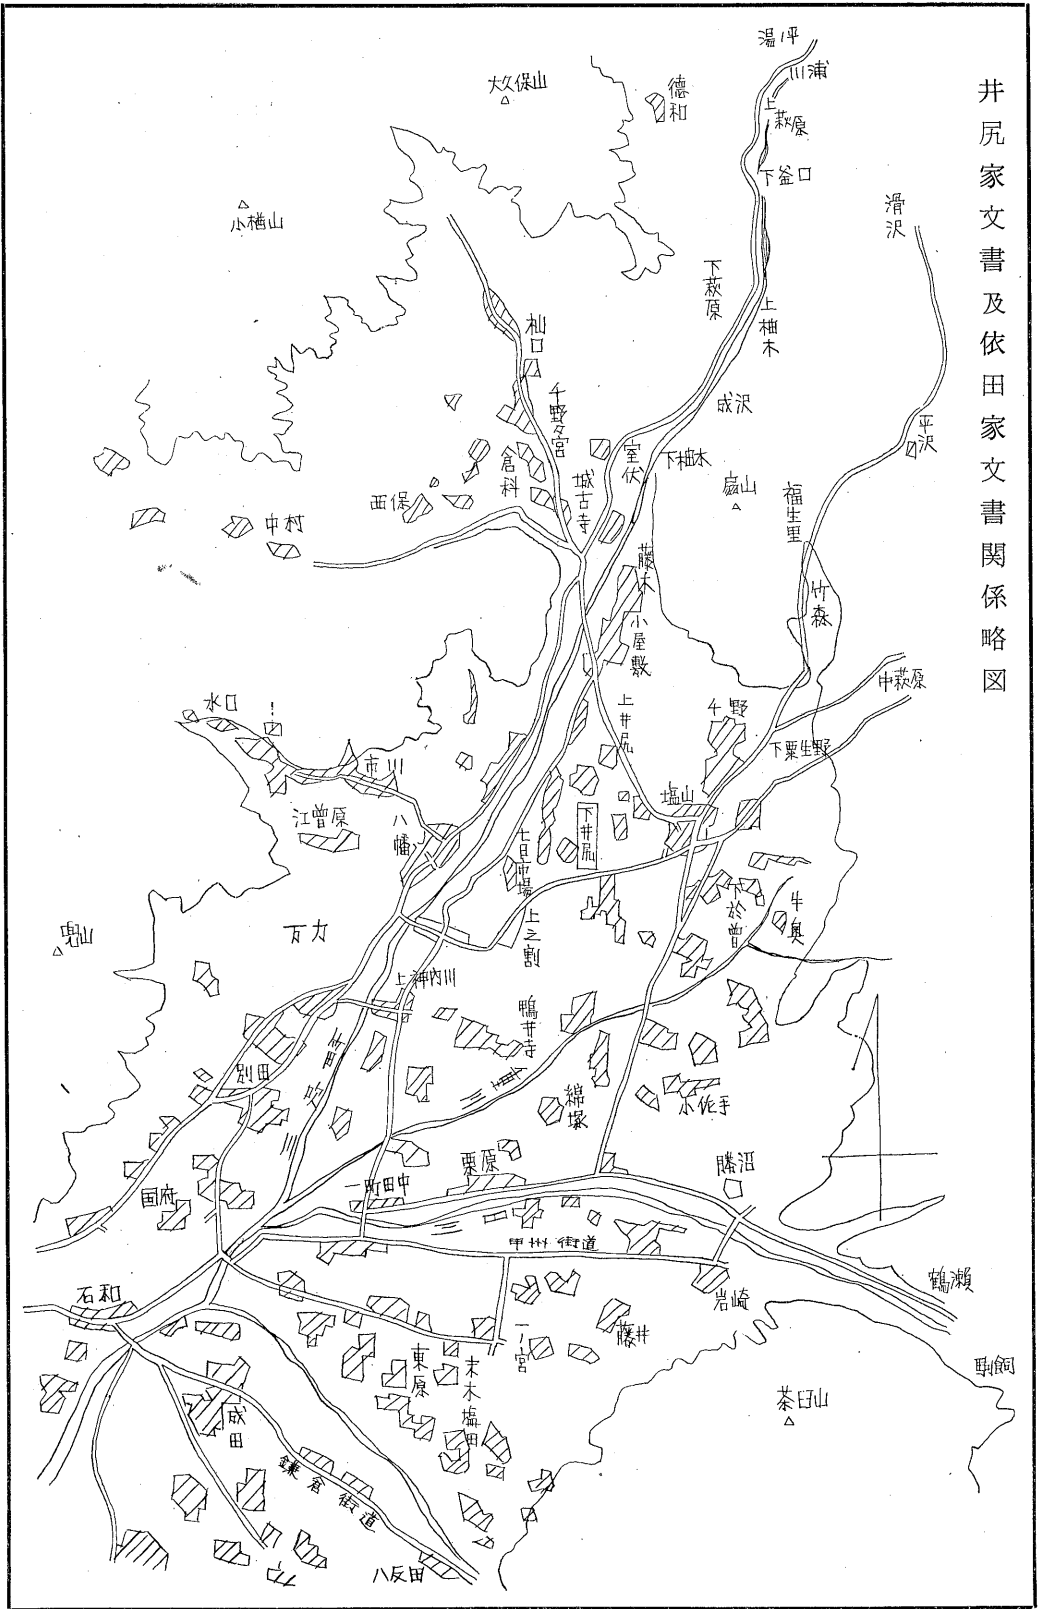 井尻家文書及依田家文書関係略図
湯ノ平
川浦
上萩原
下釜口
大久保山
徳和
小楢山
滑沢
下萩原
上柚木
杣口
千野々宮
成沢
平沢
倉科
城古寺
室伏
下柚木
扇山
福生里
西保
中村
藤木
竹森
小屋敷
中萩原
水口
上井尻
千野
下粟生野
市川
塩山
江曽原
八幡
七日市場
下井尻
下於曽
牛奥
万力
上之割
上神内川
鴨井寺
笛吹川
重川
別田
綿塚
小佐手
国府
一町田中
栗原
勝沼
甲州街道
鶴瀬
石和
岩崎
藤井
一ノ宮
東原
末木
塩田
駒飼
茶臼山
成田
鎌倉街道
八反田